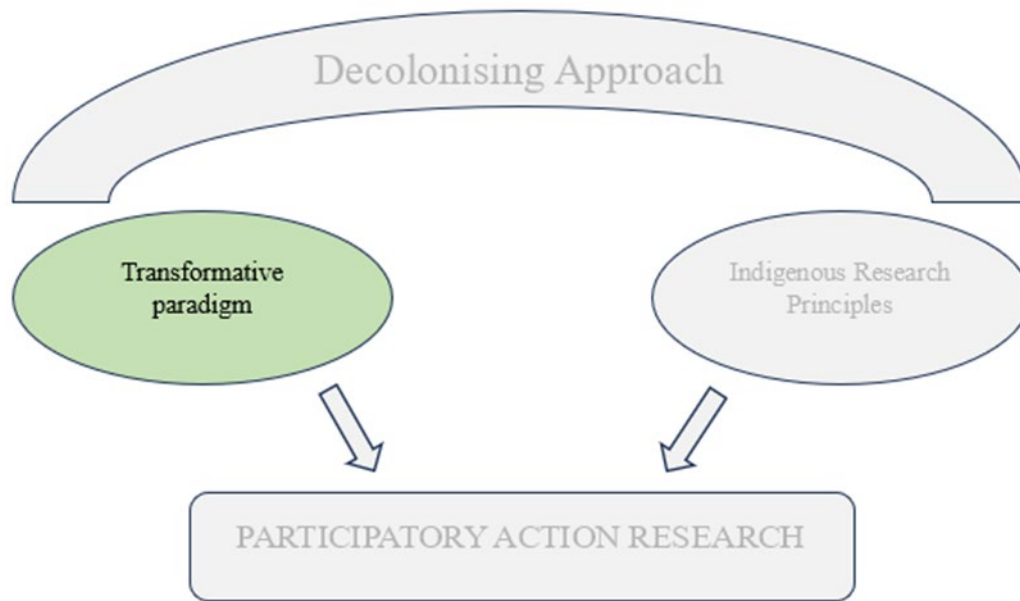 Decolonising Approach
Transformative
paradigm
Indigenous Research
Principles
PARTICIPATORY ACTION RESEARCH